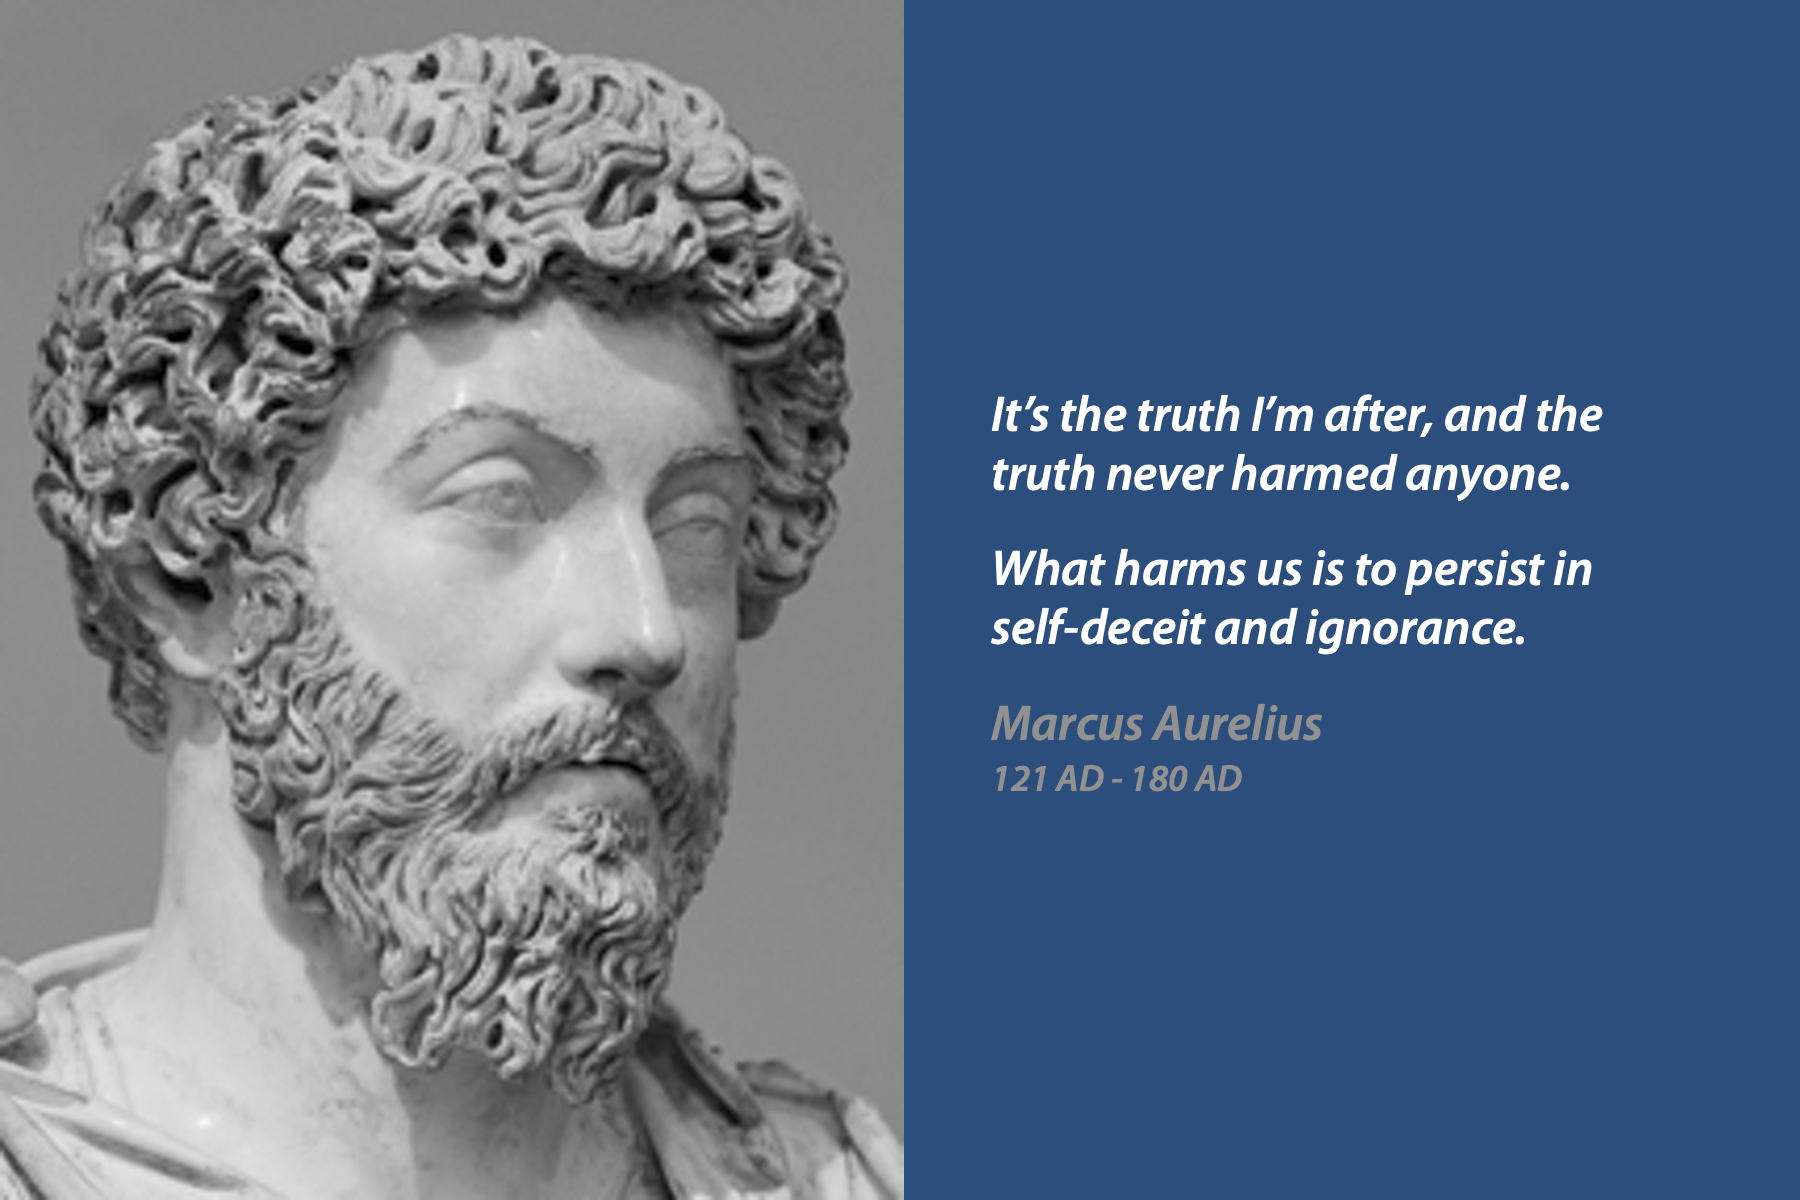 It’s the truth I’m after, and the
truth never harmed anyone.
What harms us is to persist in
self-deceit and ignorance.
Marcus Aurelius
121 AD - 180 AD